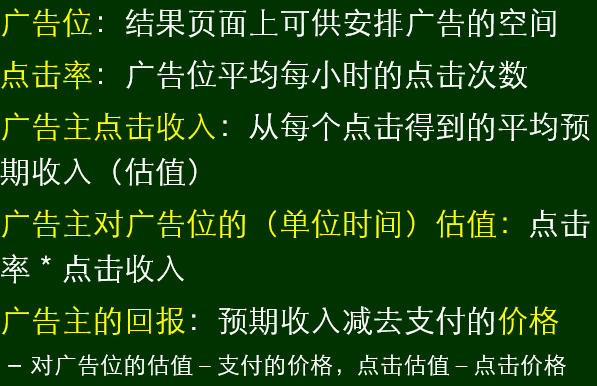 广告位：结果页面上可供安排广告的空间
点击率：广告位平均每小时的点击次数
广告主点击收入：从每个点击得到的平均预
期收入（估值）
广告主对广告位的（单位时间）估值：点击
率 * 点击收入
广告主的回报：预期收入减去支付的价格
– 对广告位的估值 – 支付的价格，点击估值 – 点击价格